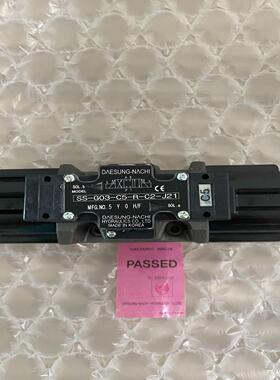 DAESUNG-NACHI
SOL. b
MODEL
SOL. a
SS-G03-C5-R-C2-J21
MFG.NO. 5 Y 0 H/F
DAESUNG-NACHI
HYDRAULICS CO., LTD
MADE IN KOREA
C5
PASSED